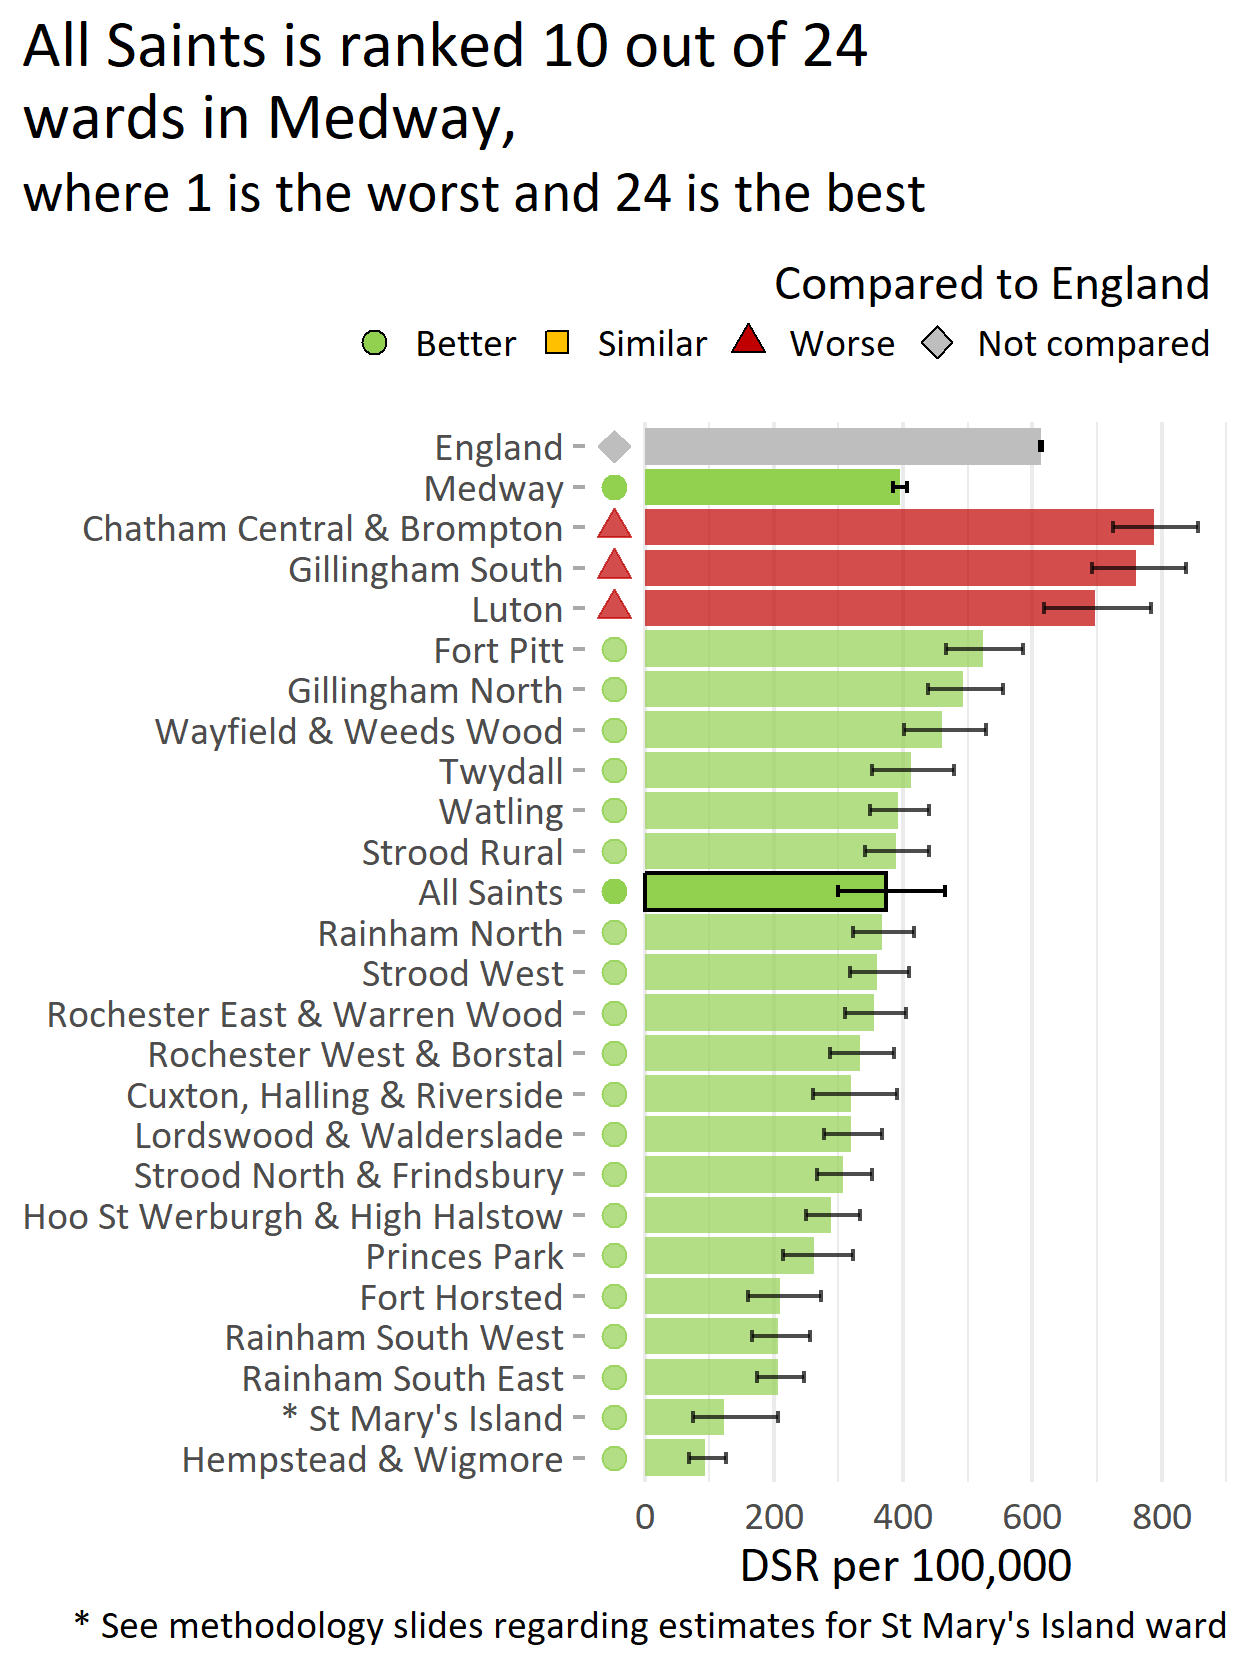 All Saints is ranked 10 out of 24
wards in Medway,
where 1 is the worst and 24 is the best
Compared to England
Better Similar Worse Not compared
England
Medway
Chatham Central & Brompton
Gillingham South
Luton
Fort Pitt
Gillingham North
Wayfield & Weeds Wood
Twydall
Watling
Strood Rural
All Saints
Rainham North
Strood West
Rochester East & Warren Wood
Rochester West & Borstal
Cuxton, Halling & Riverside
Lordswood & Walderslade
Strood North & Frindsbury
Hoo St Werburgh & High Halstow
Princes Park
Fort Horsted
Rainham South West
Rainham South East
* St Mary's Island
Hempstead & Wigmore
0 200 400 600 800
DSR per 100,000
* See methodology slides regarding estimates for St Mary's Island ward